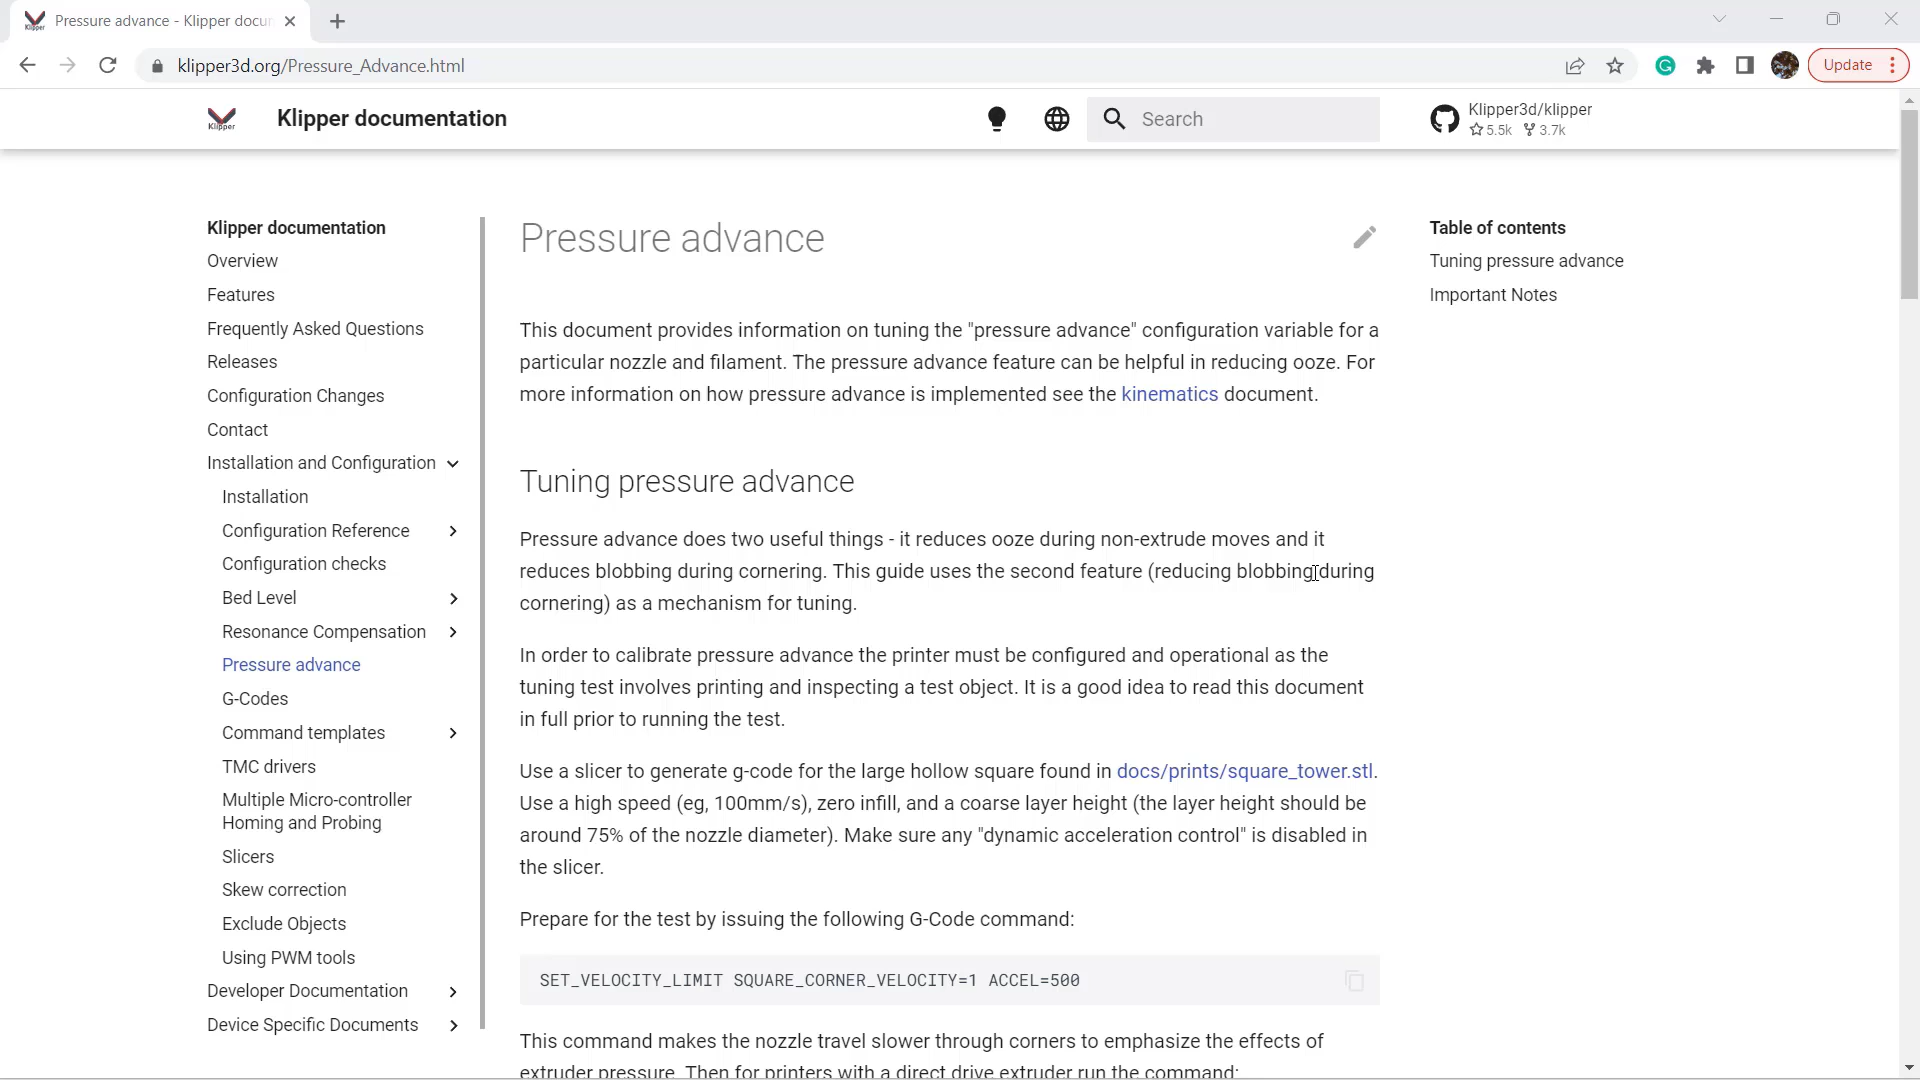 Pressure advance - Klipper docum
klipper3d.org/Pressure_Advance.html
Update
Klipper
Klipper documentation
Search
Klipper3d/klipper
5.5k 3.7k
Klipper documentation
Overview
Features
Frequently Asked Questions
Releases
Configuration Changes
Contact
Installation and Configuration
Installation
Configuration Reference
Configuration checks
Bed Level
Resonance Compensation
Pressure advance
G-Codes
Command templates
TMC drivers
Multiple Micro-controller
Homing and Probing
Slicers
Skew correction
Exclude Objects
Using PWM tools
Developer Documentation
Device Specific Documents
Pressure advance
This document provides information on tuning the "pressure advance" configuration variable for a
particular nozzle and filament. The pressure advance feature can be helpful in reducing ooze. For
more information on how pressure advance is implemented see the kinematics document.
Tuning pressure advance
Pressure advance does two useful things - it reduces ooze during non-extrude moves and it
reduces blobbing during cornering. This guide uses the second feature (reducing blobbing during
cornering) as a mechanism for tuning.
In order to calibrate pressure advance the printer must be configured and operational as the
tuning test involves printing and inspecting a test object. It is a good idea to read this document
in full prior to running the test.
Use a slicer to generate g-code for the large hollow square found in docs/prints/square_tower.stl.
Use a high speed (eg, 100mm/s), zero infill, and a coarse layer height (the layer height should be
around 75% of the nozzle diameter). Make sure any "dynamic acceleration control" is disabled in
the slicer.
Prepare for the test by issuing the following G-Code command:
SET_VELOCITY_LIMIT SQUARE_CORNER_VELOCITY=1 ACCEL=500
This command makes the nozzle travel slower through corners to emphasize the effects of
extruder pressure. Then for printers with a direct drive extruder run the command:
Table of contents
Tuning pressure advance
Important Notes